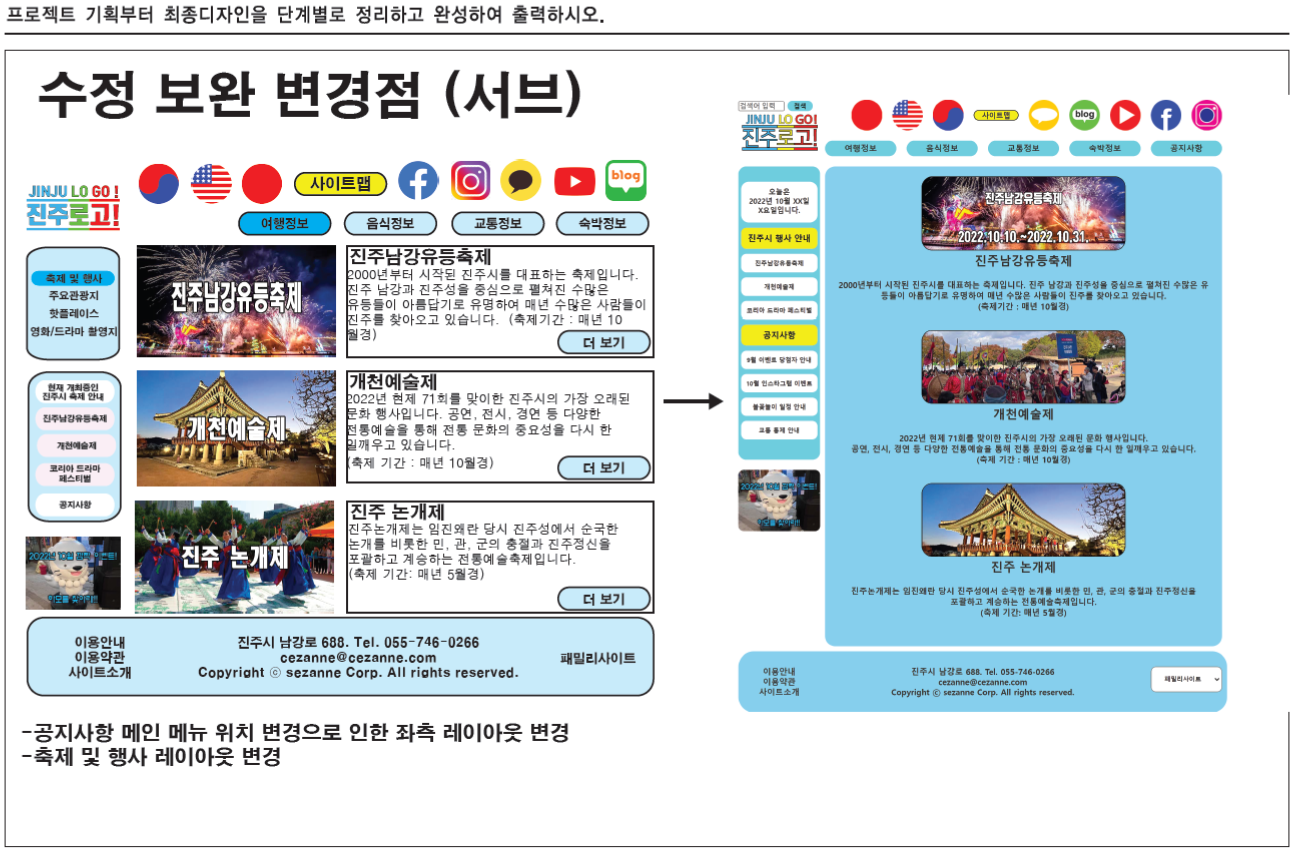 프로젝트 기획부터 최종디자인을 단계별로 정리하고 완성하여 출력하시오.
수정 보완 변경점 (서브)
JINJU LO GO !
진주로고!
사이트맵
blog
여행정보
음식정보
교통정보
숙박정보
축제 및 행사
주요관광지
핫플레이스
영화/드라마 촬영지
현재 개최중인
진주시 축제 안내
진주남강유등축제
개천예술제
코리아 드라마
페스티벌
공지사항
2022년 10월 진주 이벤트!
하모를 찾아라!!
진주남강유등축제
진주남강유등축제
2000년부터 시작된 진주시를 대표하는 축제입니다.
진주 남강과 진주성을 중심으로 펼쳐진 수많은
유등들이 아름답기로 유명하여 매년 수많은 사람들이
진주를 찾아오고 있습니다. (축제기간 : 매년 10
월경)
더 보기
개천예술제
개천예술제
2022년 현제 71회를 맞이한 진주시의 가장 오래된
문화 행사입니다. 공연, 전시, 경연 등 다양한
전통예술을 통해 전통 문화의 중요성을 다시 한
일깨우고 있습니다.
(축제 기간 : 매년 10월경)
더 보기
진주 논개제
진주 논개제
진주논개제는 임진왜란 당시 진주성에서 순국한
논개를 비롯한 민, 관, 군의 충절과 진주정신을
포괄하고 계승하는 전통예술축제입니다.
(축제 기간: 매년 5월경)
더 보기
이용안내
이용약관
사이트소개
진주시 남강로 688. Tel. 055-746-0266
cezanne@cezanne.com
Copyright ⓒ sezanne Corp. All rights reserved.
패밀리사이트
-공지사항 메인 메뉴 위치 변경으로 인한 좌측 레이아웃 변경
-축제 및 행사 레이아웃 변경
검색어 입력
검색
JINJU LO GO!
진주로고!
사이트맵
blog
여행정보
음식정보
교통정보
숙박정보
공지사항
오늘은
2022년 10월 XX일
X요일입니다.
진주시 행사 안내
진주남강유등축제
개천예술제
코리아 드라마 페스티벌
공지사항
9월 이벤트 당첨자 안내
10월 인스타그램 이벤트
불꽃놀이 일정 안내
교통 통제 안내
2022년 10월 진주 이벤트!
하모를 찾아라!!
진주남강유등축제
2022.10.10.~2022.10.31.
진주남강유등축제
2000년부터 시작된 진주시를 대표하는 축제입니다. 진주 남강과 진주성을 중심으로 펼쳐진 수많은 유
등들이 아름답기로 유명하여 매년 수많은 사람들이 진주를 찾아오고 있습니다.
(축제기간 : 매년 10월경)
개천예술제
2022년 현제 71회를 맞이한 진주시의 가장 오래된 문화 행사입니다.
공연, 전시, 경연 등 다양한 전통예술을 통해 전통 문화의 중요성을 다시 한 일깨우고 있습니다.
(축제 기간 : 매년 10월경)
진주 논개제
진주논개제는 임진왜란 당시 진주성에서 순국한 논개를 비롯한 민, 관, 군의 충절과 진주정신을
포괄하고 계승하는 전통예술축제입니다.
(축제 기간: 매년 5월경)
이용안내
이용약관
사이트소개
진주시 남강로 688. Tel. 055-746-0266
cezanne@cezanne.com
Copyright ⓒ sezanne Corp. All rights reserved.
패밀리사이트